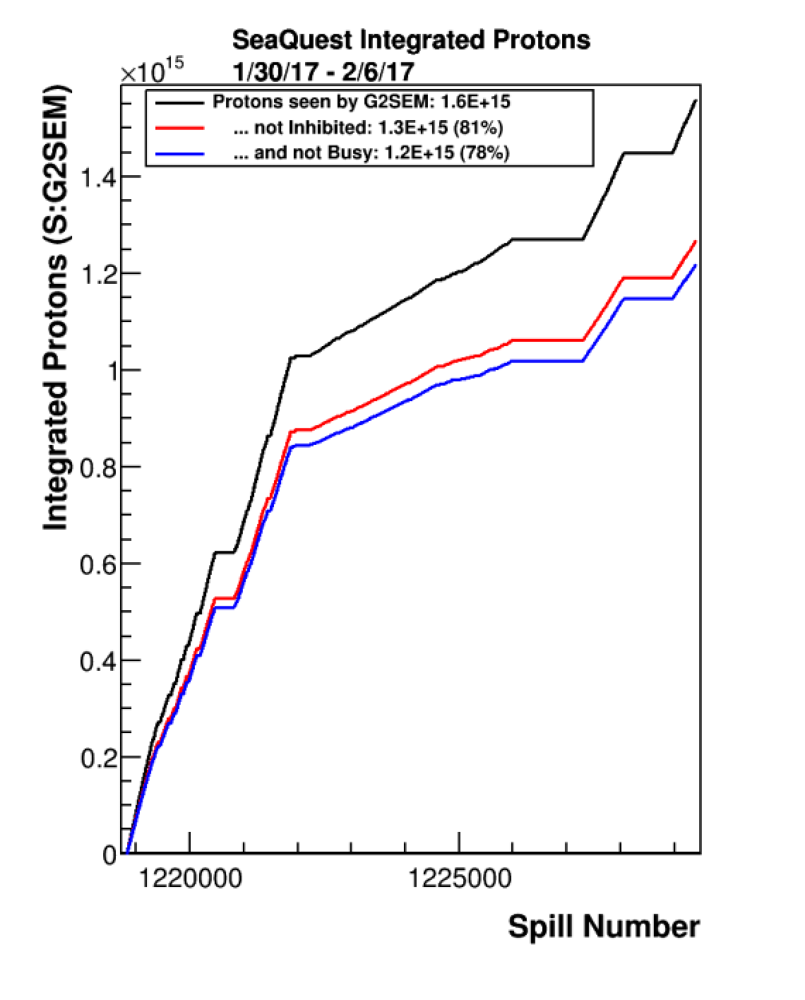 SeaQuest Integrated Protons
×10^15 1/30/17 - 2/6/17
Protons seen by G2SEM: 1.6E+15
... not Inhibited: 1.3E+15 (81%)
... and not Busy: 1.2E+15 (78%)
Integrated Protons (S:G2SEM)
1.4
1.2
1
0.8
0.6
0.4
0.2
0
1220000 1225000
Spill Number